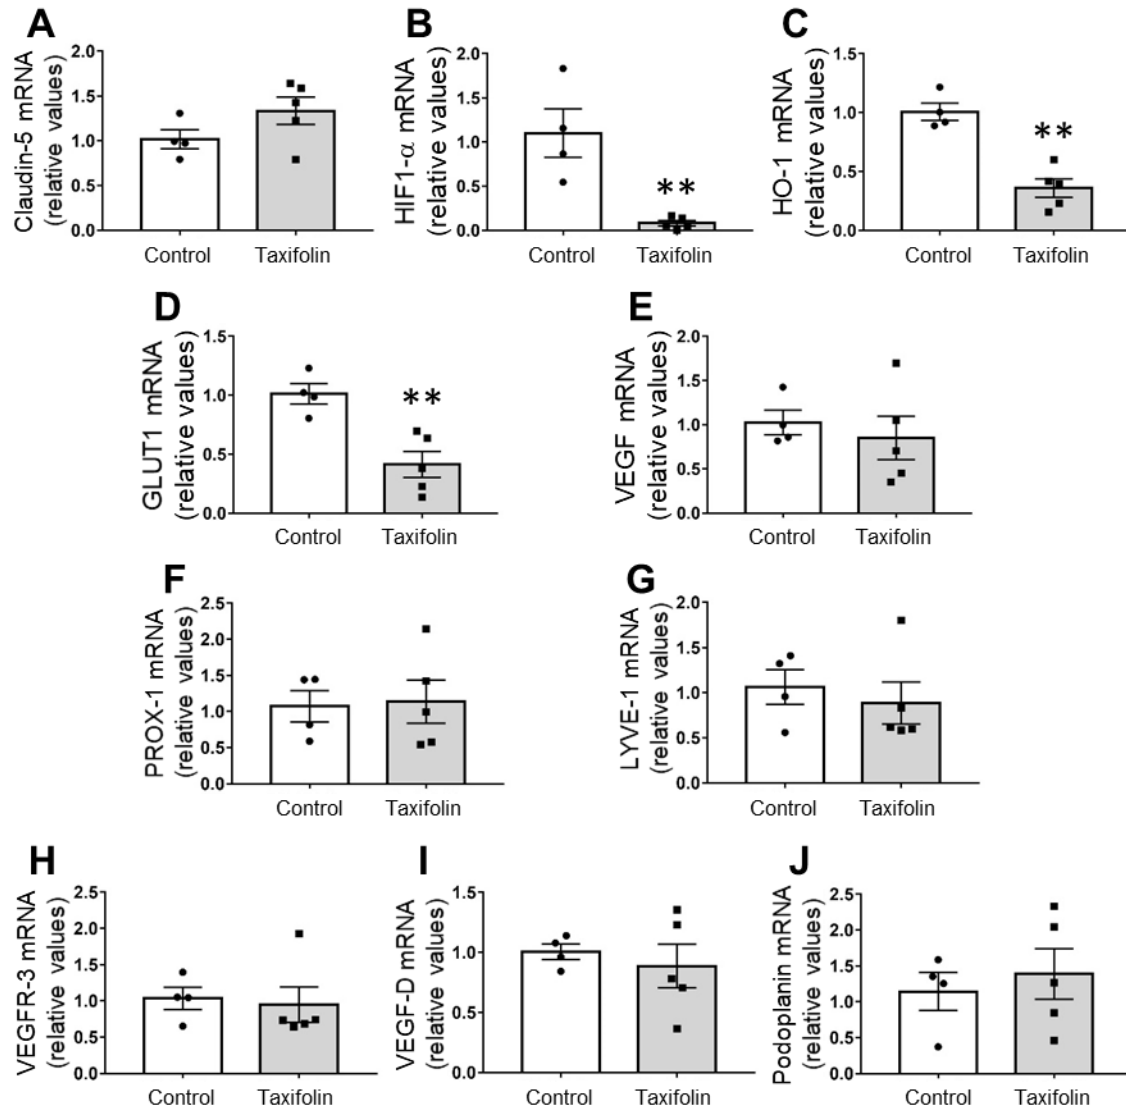 A
Claudin-5 mRNA
(relative values)
2.0
1.5
1.0
0.5
0.0
Control
Taxifolin
B
HIF1-α mRNA
(relative values)
2.0
1.5
1.0
0.5
0.0
**
Control
Taxifolin
C
HO-1 mRNA
(relative values)
1.5
1.0
0.5
0.0
**
Control
Taxifolin
D
GLUT1 mRNA
(relative values)
1.5
1.0
0.5
0.0
**
Control
Taxifolin
E
VEGF mRNA
(relative values)
2.0
1.5
1.0
0.5
0.0
Control
Taxifolin
F
PROX-1 mRNA
(relative values)
2.5
2.0
1.5
1.0
0.5
0.0
Control
Taxifolin
G
LYVE-1 mRNA
(relative values)
2.0
1.5
1.0
0.5
0.0
Control
Taxifolin
H
VEGFR-3 mRNA
(relative values)
2.5
2.0
1.5
1.0
0.5
0.0
Control
Taxifolin
I
VEGF-D mRNA
(relative values)
1.5
1.0
0.5
0.0
Control
Taxifolin
J
Podoplanin mRNA
(relative values)
2.5
2.0
1.5
1.0
0.5
0.0
Control
Taxifolin